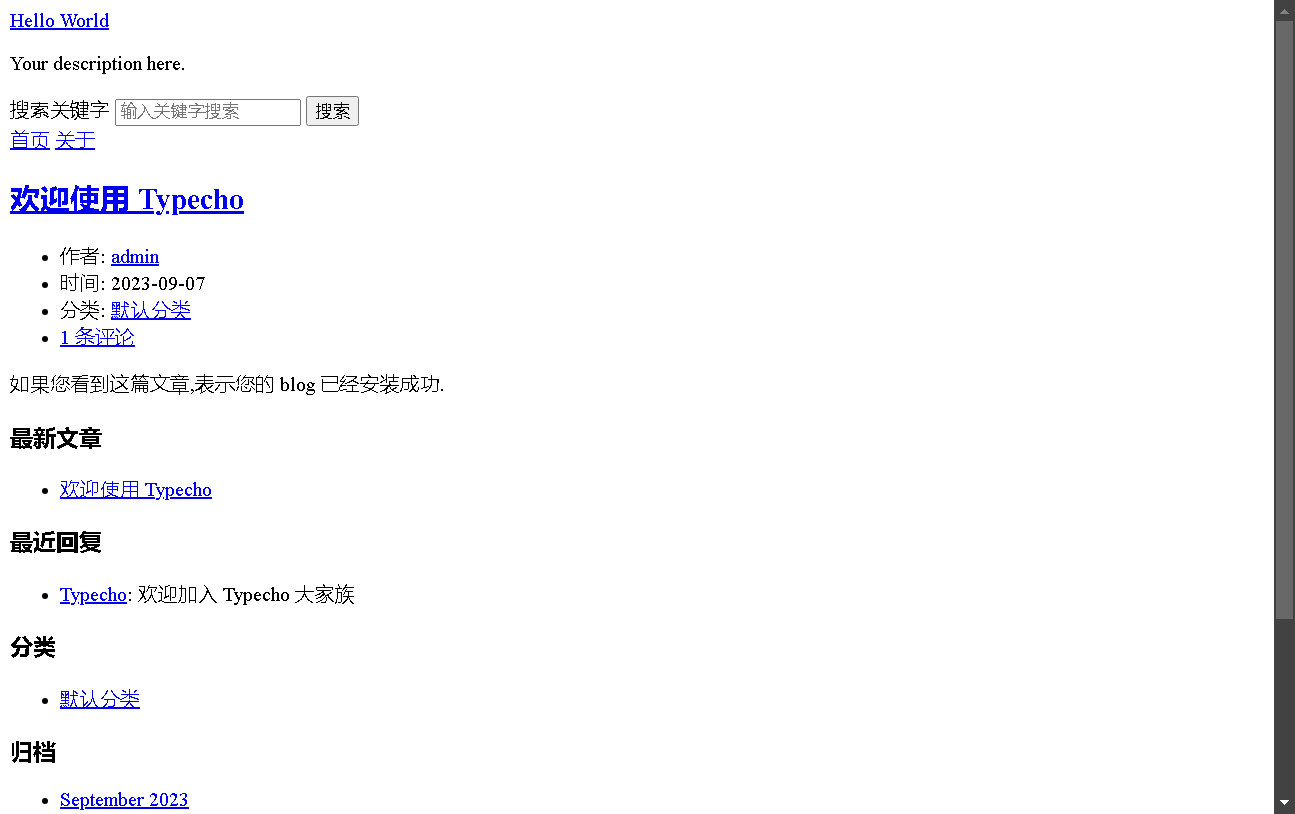 Hello World
Your description here.
搜索关键字 输入关键字搜索 搜索
首页 关于
欢迎使用 Typecho
作者: admin
时间: 2023-09-07
分类: 默认分类
1 条评论
如果您看到这篇文章,表示您的 blog 已经安装成功.
最新文章
欢迎使用 Typecho
最近回复
Typecho: 欢迎加入 Typecho 大家族
分类
默认分类
归档
September 2023